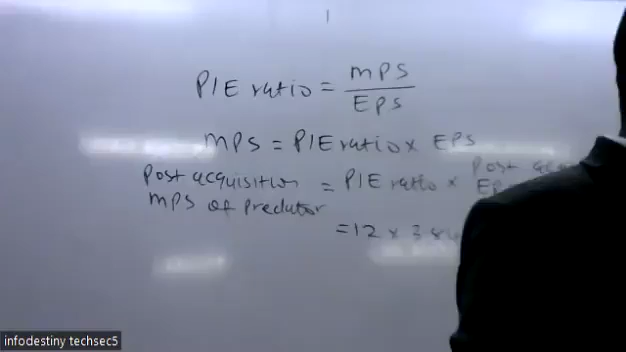 P/E ratio = MPS / EPS
MPS = P/E ratio x EPS
Post acquisition MPS of Predator = P/E ratio x Post
= 12 x 3
infodestiny techsec5